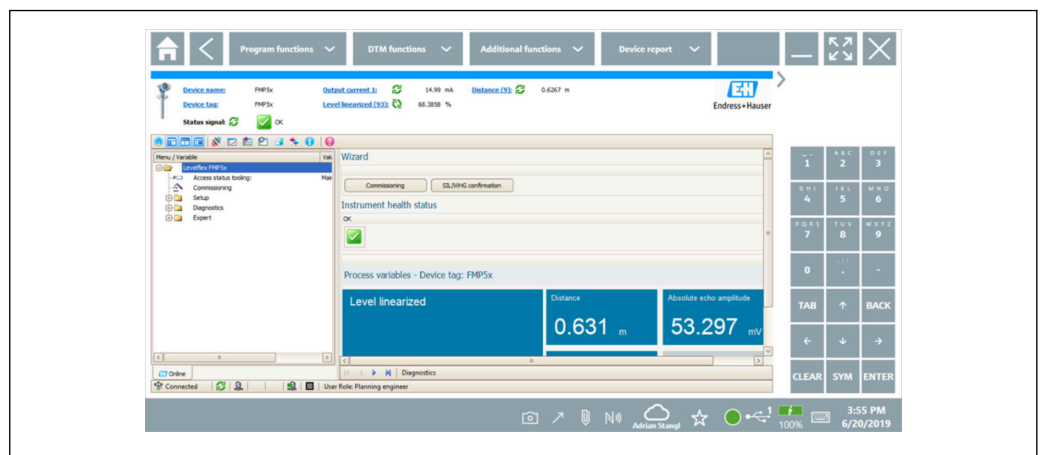 Program functions DTM functions Additional functions Device report
Device name: FMP5x Output current 1: 14.99 mA Distance (9): 0.6267 m
Device tag: FMP5x Level linearized (93): 68.3858 %
Status signal: OK
EH
Endress+Hauser
Menu / Variable Val
Levelflex FMP5x
Access status tooling: Mai
Commissioning
Setup
Diagnostics
Expert
Wizard
Commissioning SIL/WHG confirmation
Instrument health status
OK
Process variables - Device tag: FMP5x
Level linearized
Distance
0.631 m
Absolute echo amplitude
53.297 mV
Online
Diagnostics
Connected User Role: Planning engineer
1
ABC
2
DEF
3
GHI
4
JKL
5
MNO
6
PQRS
7
TUV
8
WXYZ
9
0 . -
TAB ↑ BACK
← ↓ →
CLEAR SYM ENTER
Adrian Stangl
1
100%
3:55 PM
6/20/2019